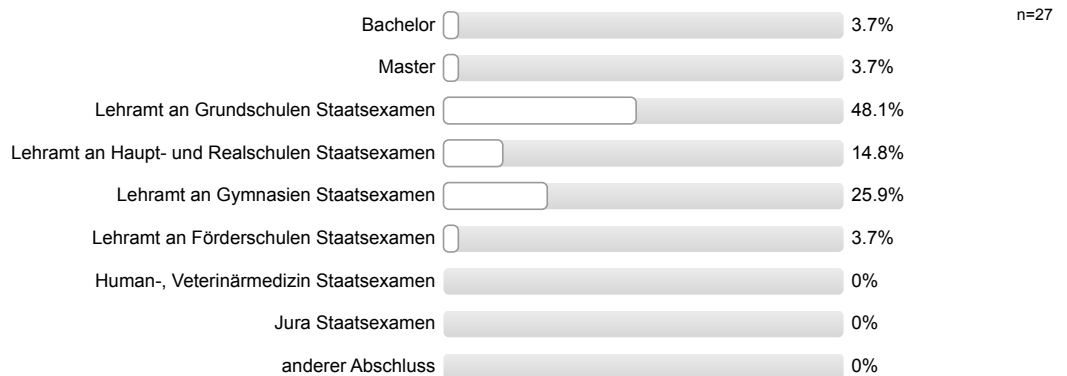 Bachelor 3.7% n=27
Master 3.7%
Lehramt an Grundschulen Staatsexamen 48.1%
Lehramt an Haupt- und Realschulen Staatsexamen 14.8%
Lehramt an Gymnasien Staatsexamen 25.9%
Lehramt an Förderschulen Staatsexamen 3.7%
Human-, Veterinärmedizin Staatsexamen 0%
Jura Staatsexamen 0%
anderer Abschluss 0%